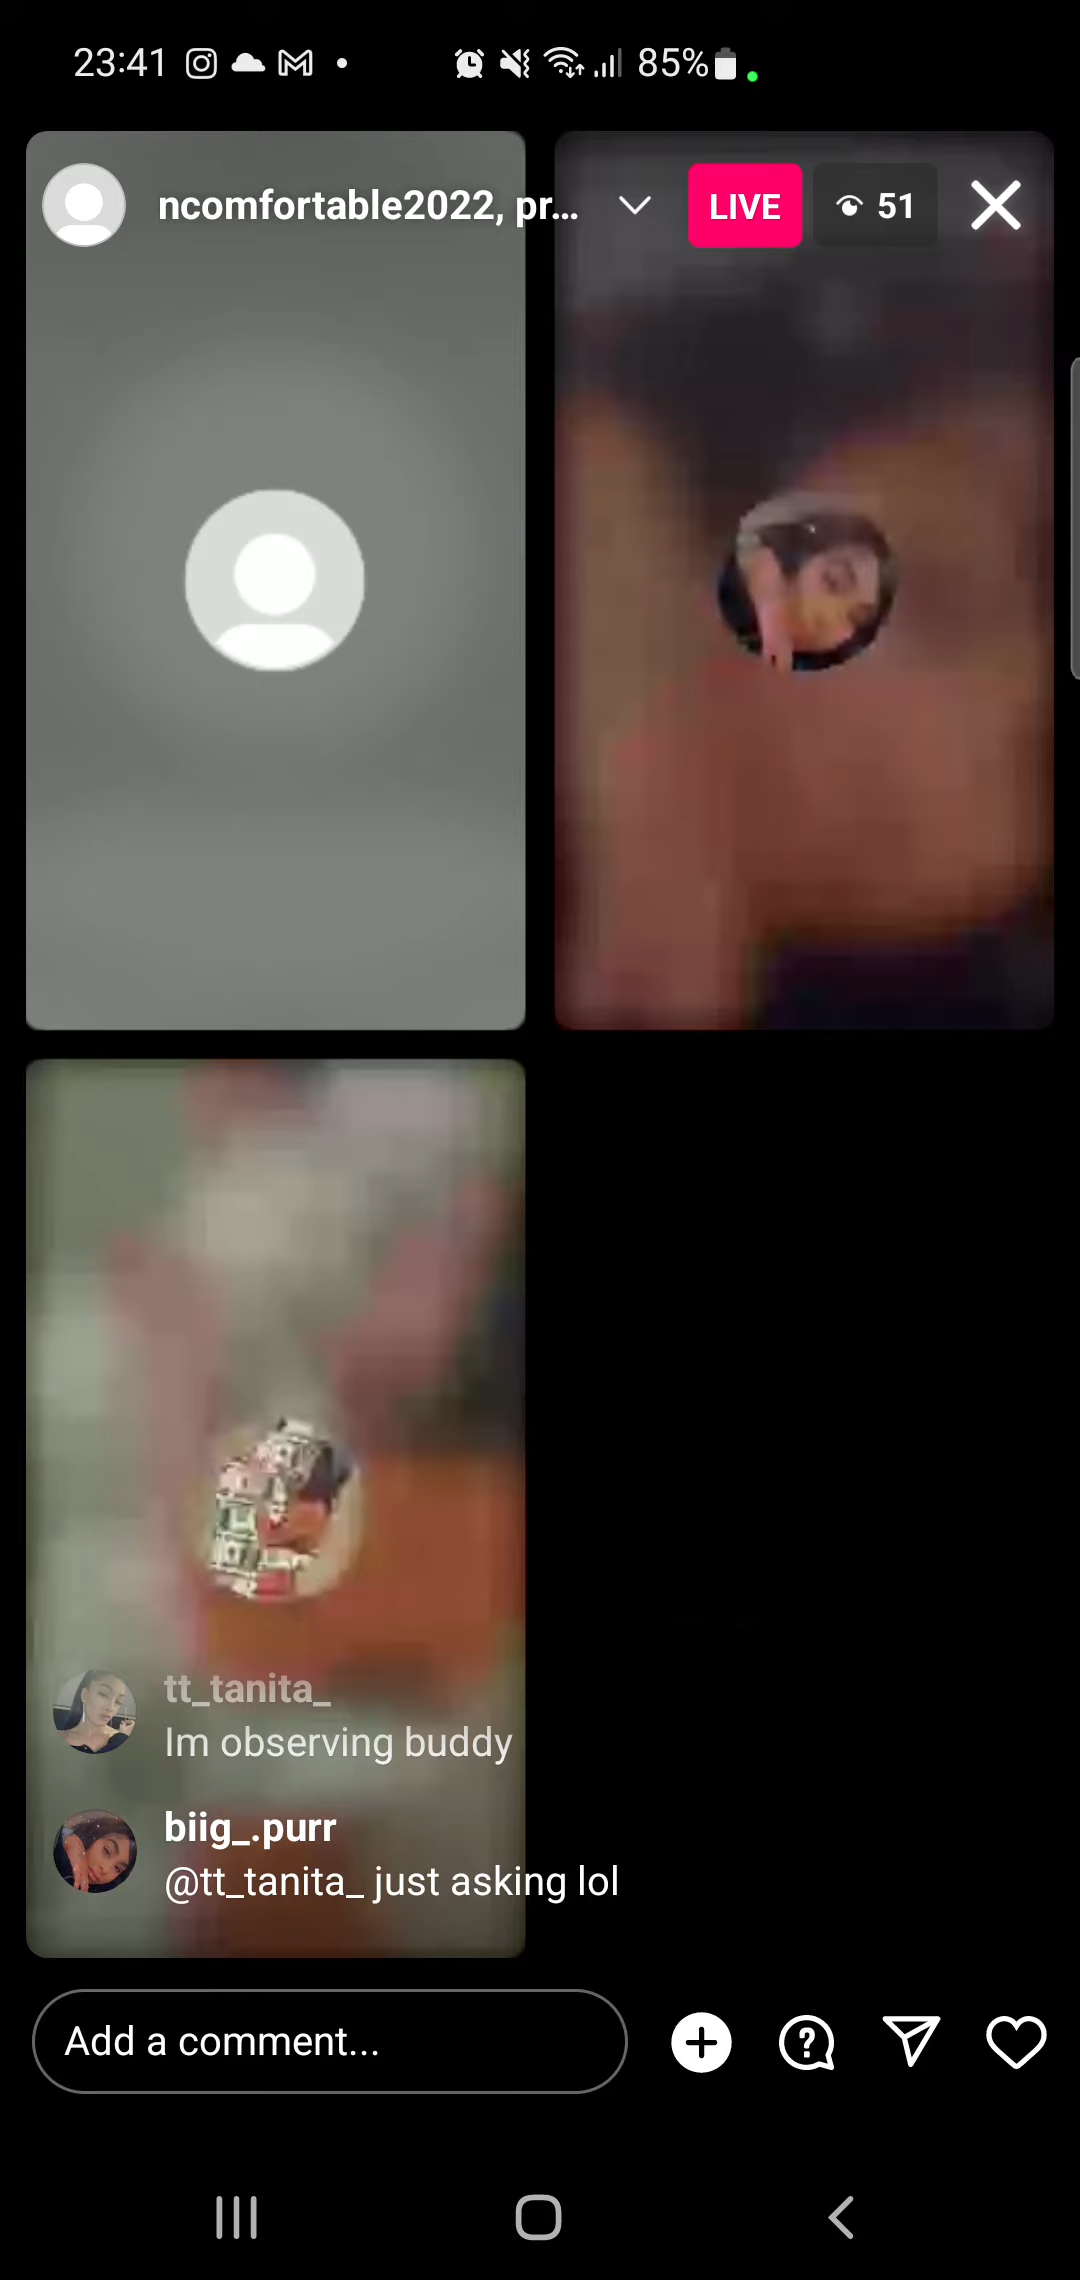 23:41 85%
ncomfortable2022, pr... LIVE 51
tt_tanita_
Im observing buddy
biig_.purr
@tt_tanita_ just asking lol
Add a comment...